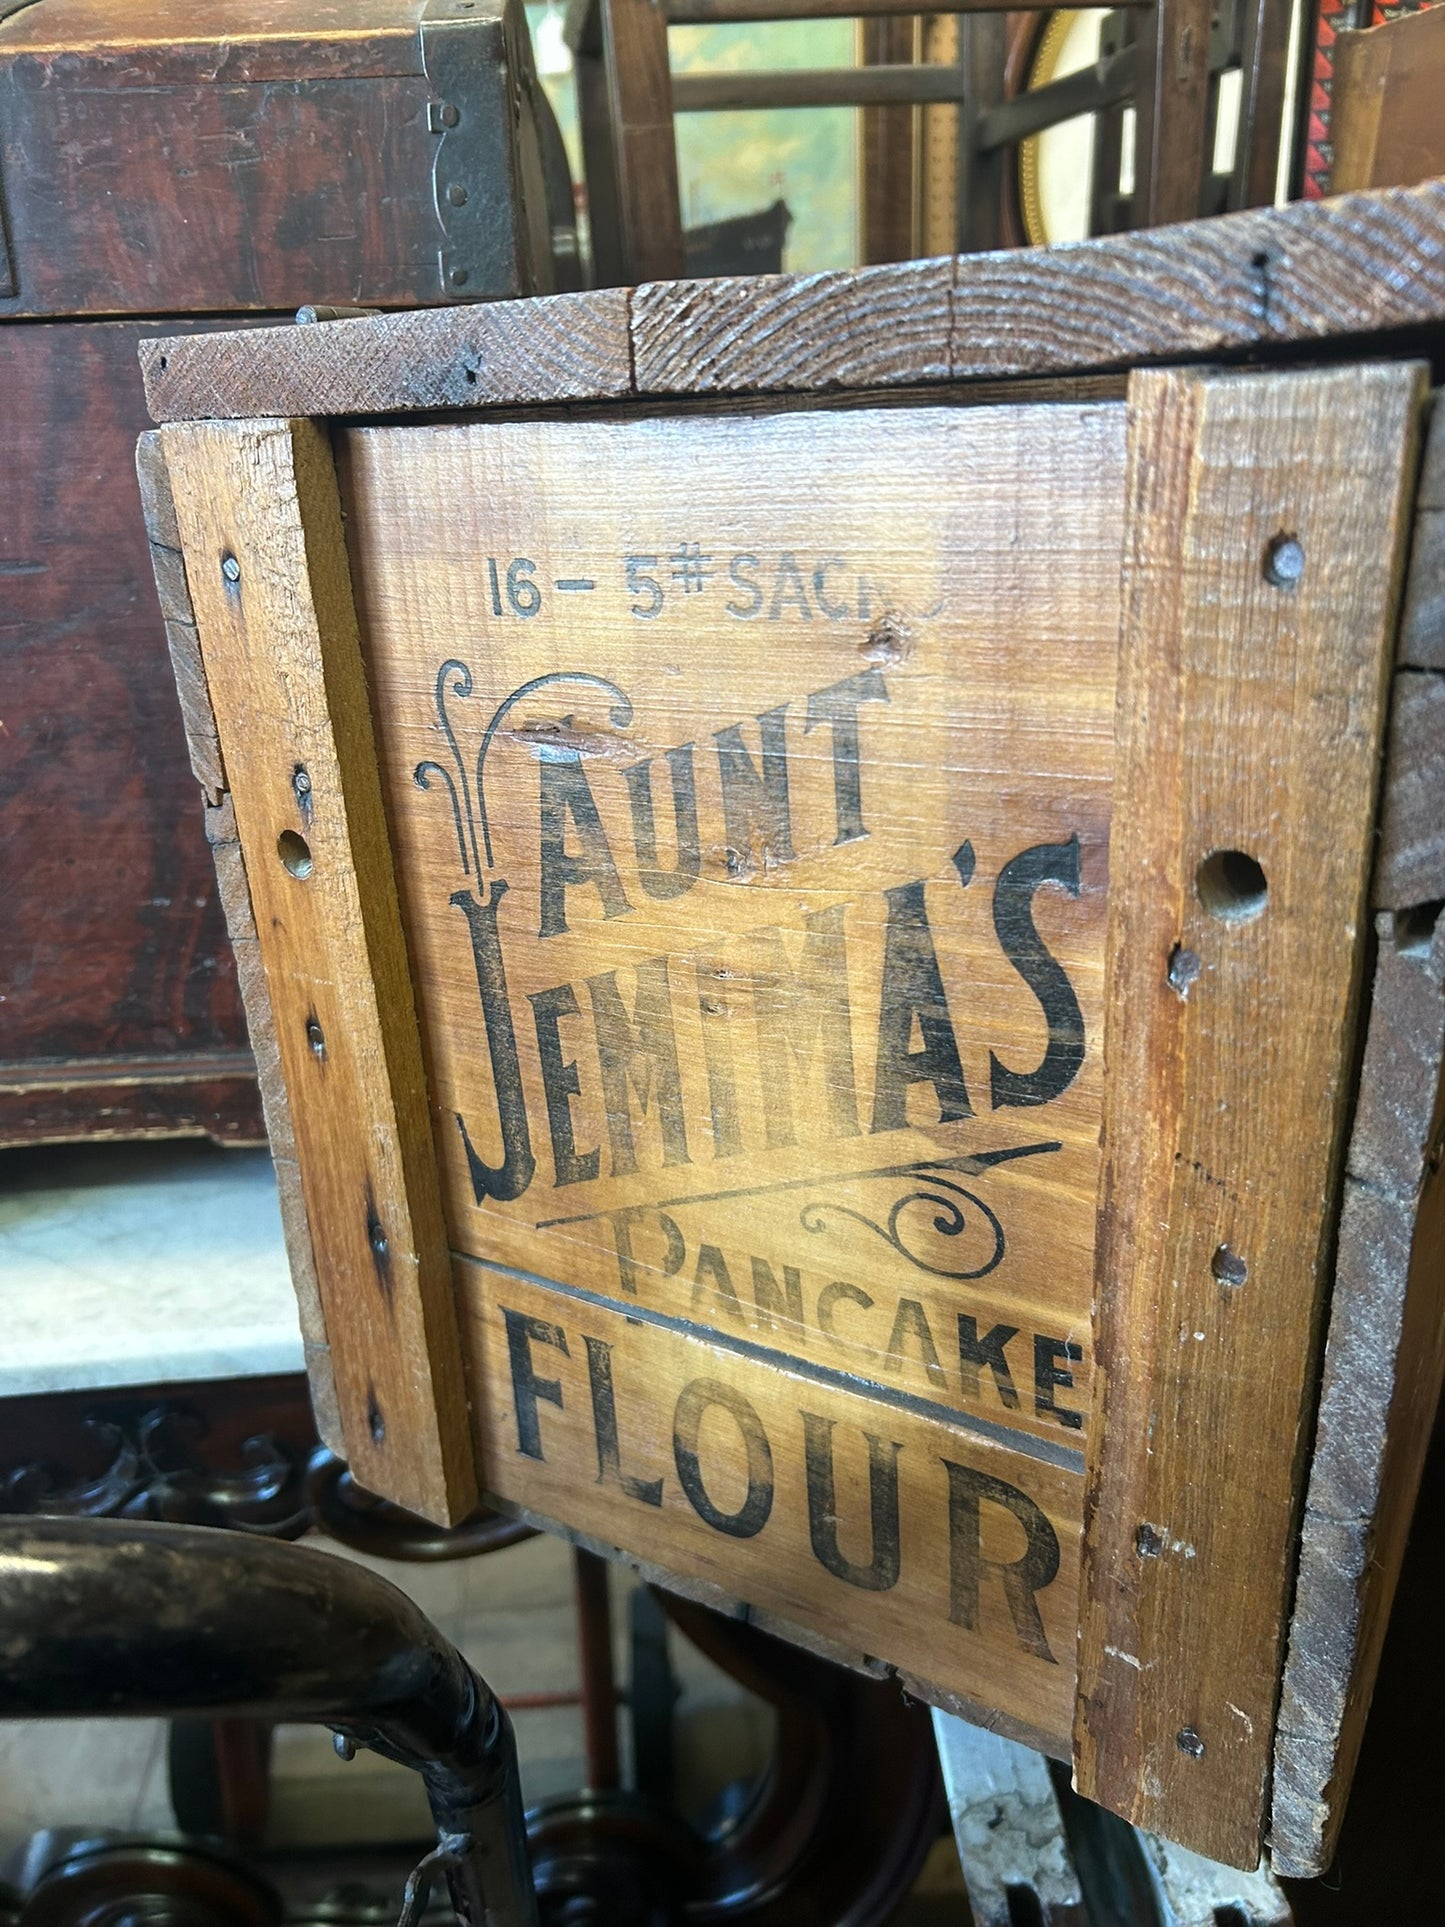 16 - 5# SACKS
AUNT
JEMIMA'S
PANCAKE
FLOUR